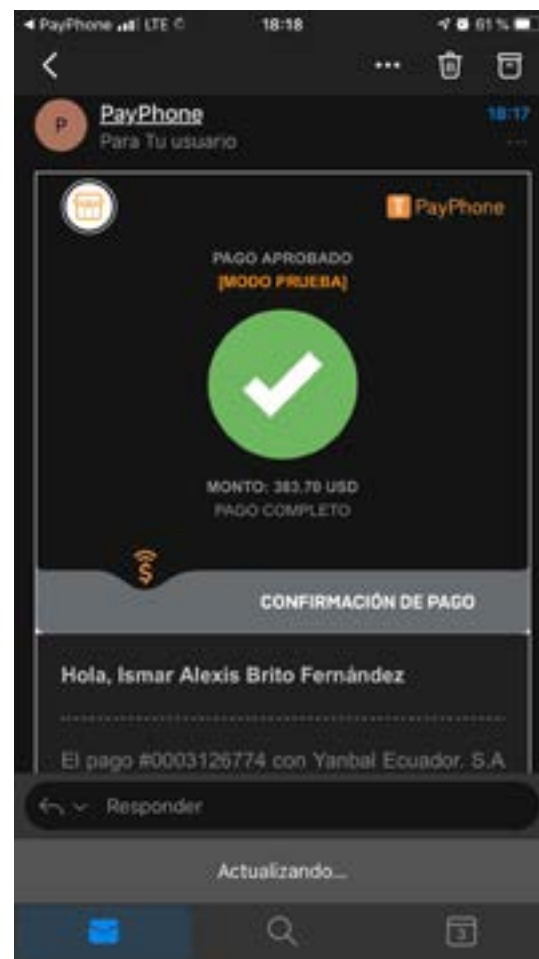 PayPhone LTE 18:18 61 %
PayPhone 18:17
P
Para Tu usuario
PayPhone
PAGO APROBADO
[MODO PRUEBA]
MONTO: 383.70 USD
PAGO COMPLETO
CONFIRMACIÓN DE PAGO
Hola, Ismar Alexis Brito Fernández
El pago #0003126774 con Yanbal Ecuador. S.A
Responder
Actualizando...
3